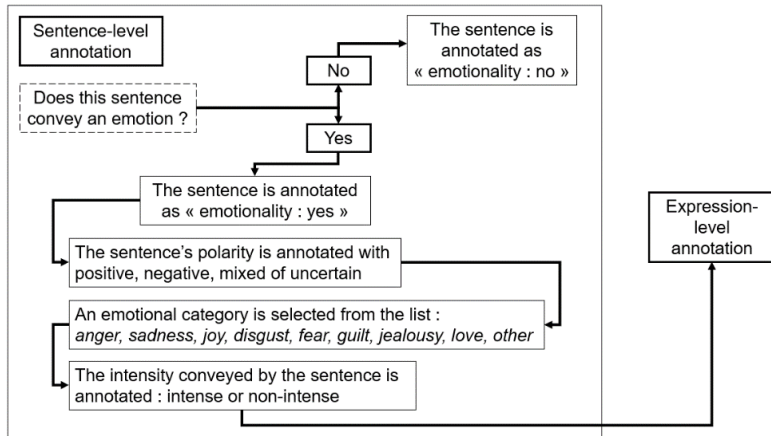 Sentence-level
annotation
The sentence is
annotated as
« emotionality : no »
No
Does this sentence
convey an emotion ?
Yes
The sentence is annotated
as « emotionality : yes »
The sentence's polarity is annotated with
positive, negative, mixed of uncertain
An emotional category is selected from the list :
anger, sadness, joy, disgust, fear, guilt, jealousy, love, other
The intensity conveyed by the sentence is
annotated : intense or non-intense
Expression-
level
annotation